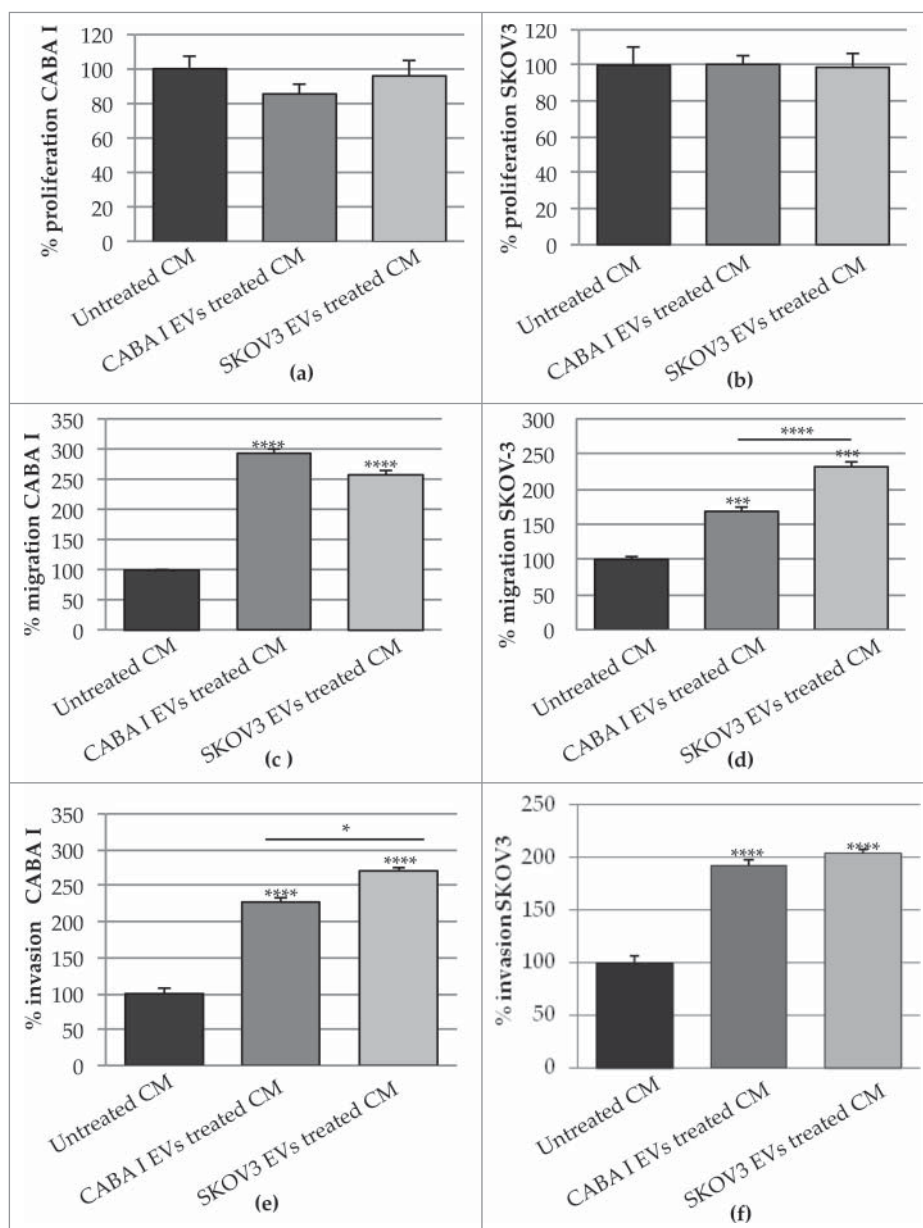 % proliferation CABA I
120
100
80
60
40
20
0
Untreated CM
CABA I EVs treated CM
SKOV3 EVs treated CM
(a)
% proliferation SKOV3
120
100
80
60
40
20
0
Untreated CM
CABA I EVs treated CM
SKOV3 EVs treated CM
(b)
% migration CABA I
350
300
250
200
150
100
50
0
****
****
Untreated CM
CABA I EVs treated CM
SKOV3 EVs treated CM
(c )
% migration SKOV-3
300
250
200
150
100
50
0
****
***
***
Untreated CM
CABA I EVs treated CM
SKOV3 EVs treated CM
(d)
% invasion CABA I
350
300
250
200
150
100
50
0
*
****
****
Untreated CM
CABA I EVs treated CM
SKOV3 EVs treated CM
(e)
% invasion SKOV3
250
200
150
100
50
0
****
****
Untreated CM
CABA I EVs treated CM
SKOV3 EVs treated CM
(f)